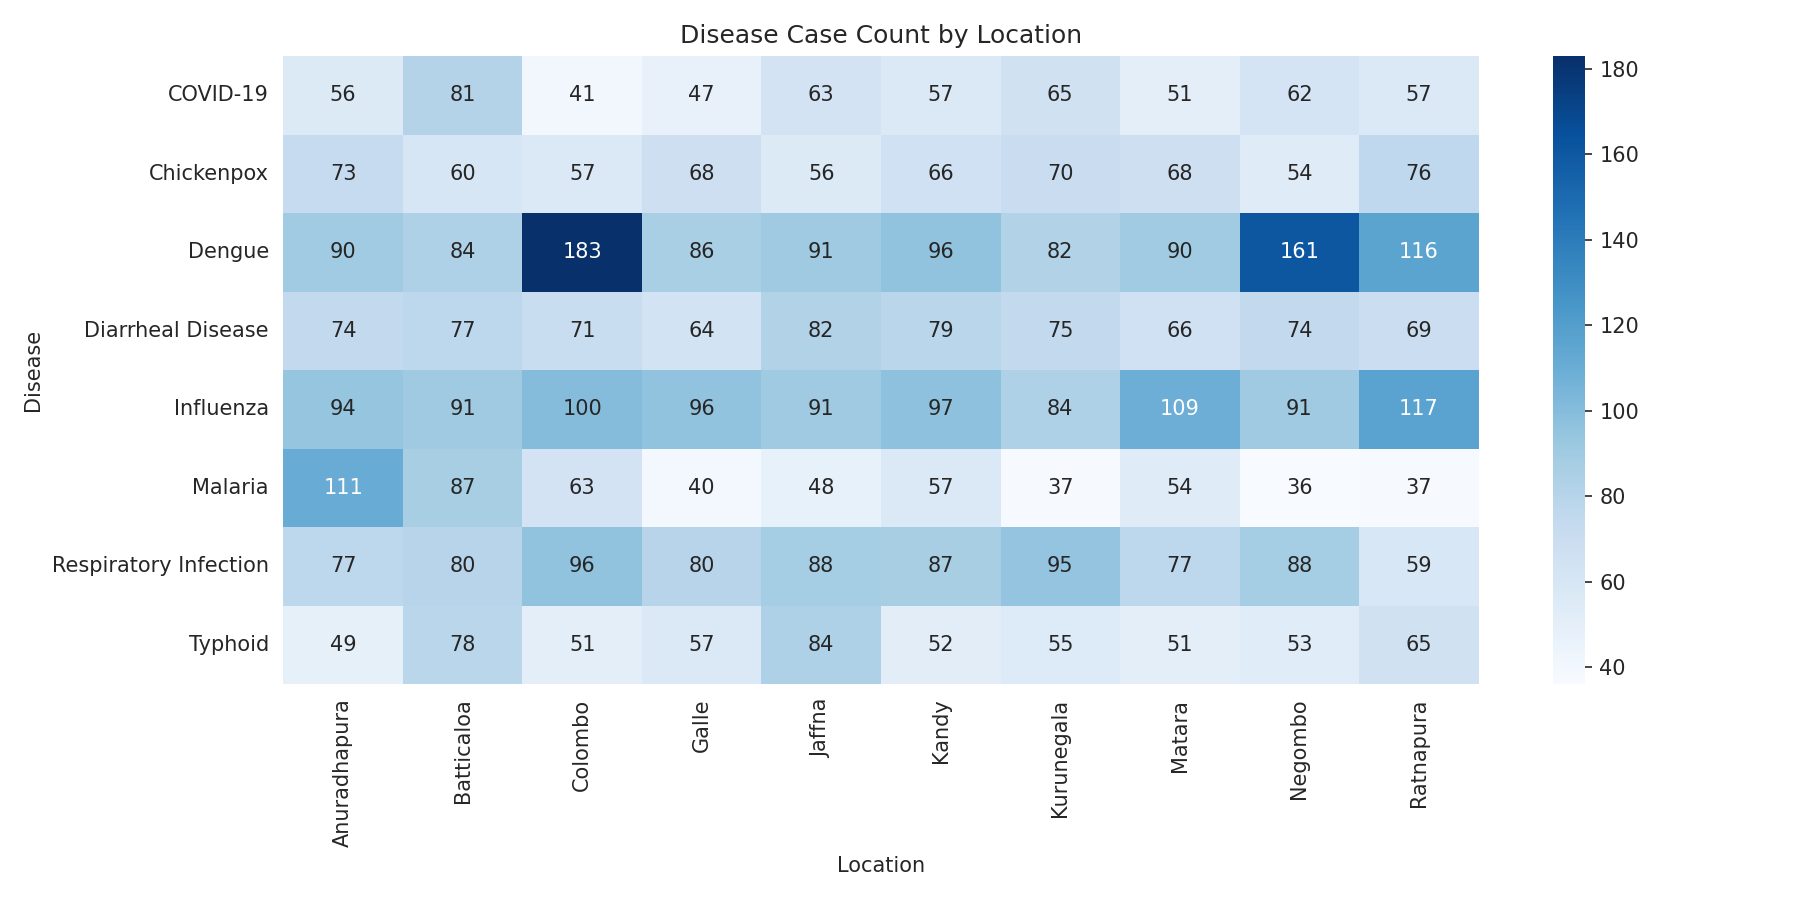 Disease Case Count by Location
Disease
COVID-19 56 81 41 47 63 57 65 51 62 57
Chickenpox 73 60 57 68 56 66 70 68 54 76
Dengue 90 84 183 86 91 96 82 90 161 116
Diarrheal Disease 74 77 71 64 82 79 75 66 74 69
Influenza 94 91 100 96 91 97 84 109 91 117
Malaria 111 87 63 40 48 57 37 54 36 37
Respiratory Infection 77 80 96 80 88 87 95 77 88 59
Typhoid 49 78 51 57 84 52 55 51 53 65
Anuradhapura Batticaloa Colombo Galle Jaffna Kandy Kurunegala Matara Negombo Ratnapura
Location
180
160
140
120
100
80
60
40